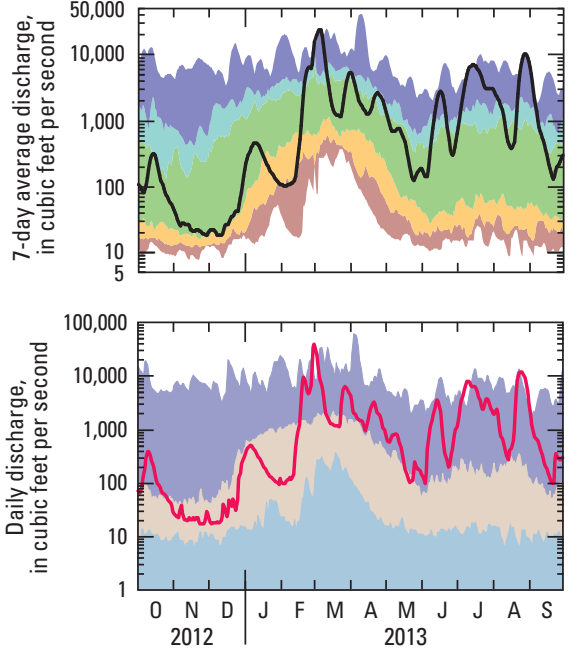 7-day average discharge,
in cubic feet per second
50,000
10,000
1,000
100
10
5
Daily discharge,
in cubic feet per second
100,000
10,000
1,000
100
10
1
O N D J F M A M J J A S
2012 2013